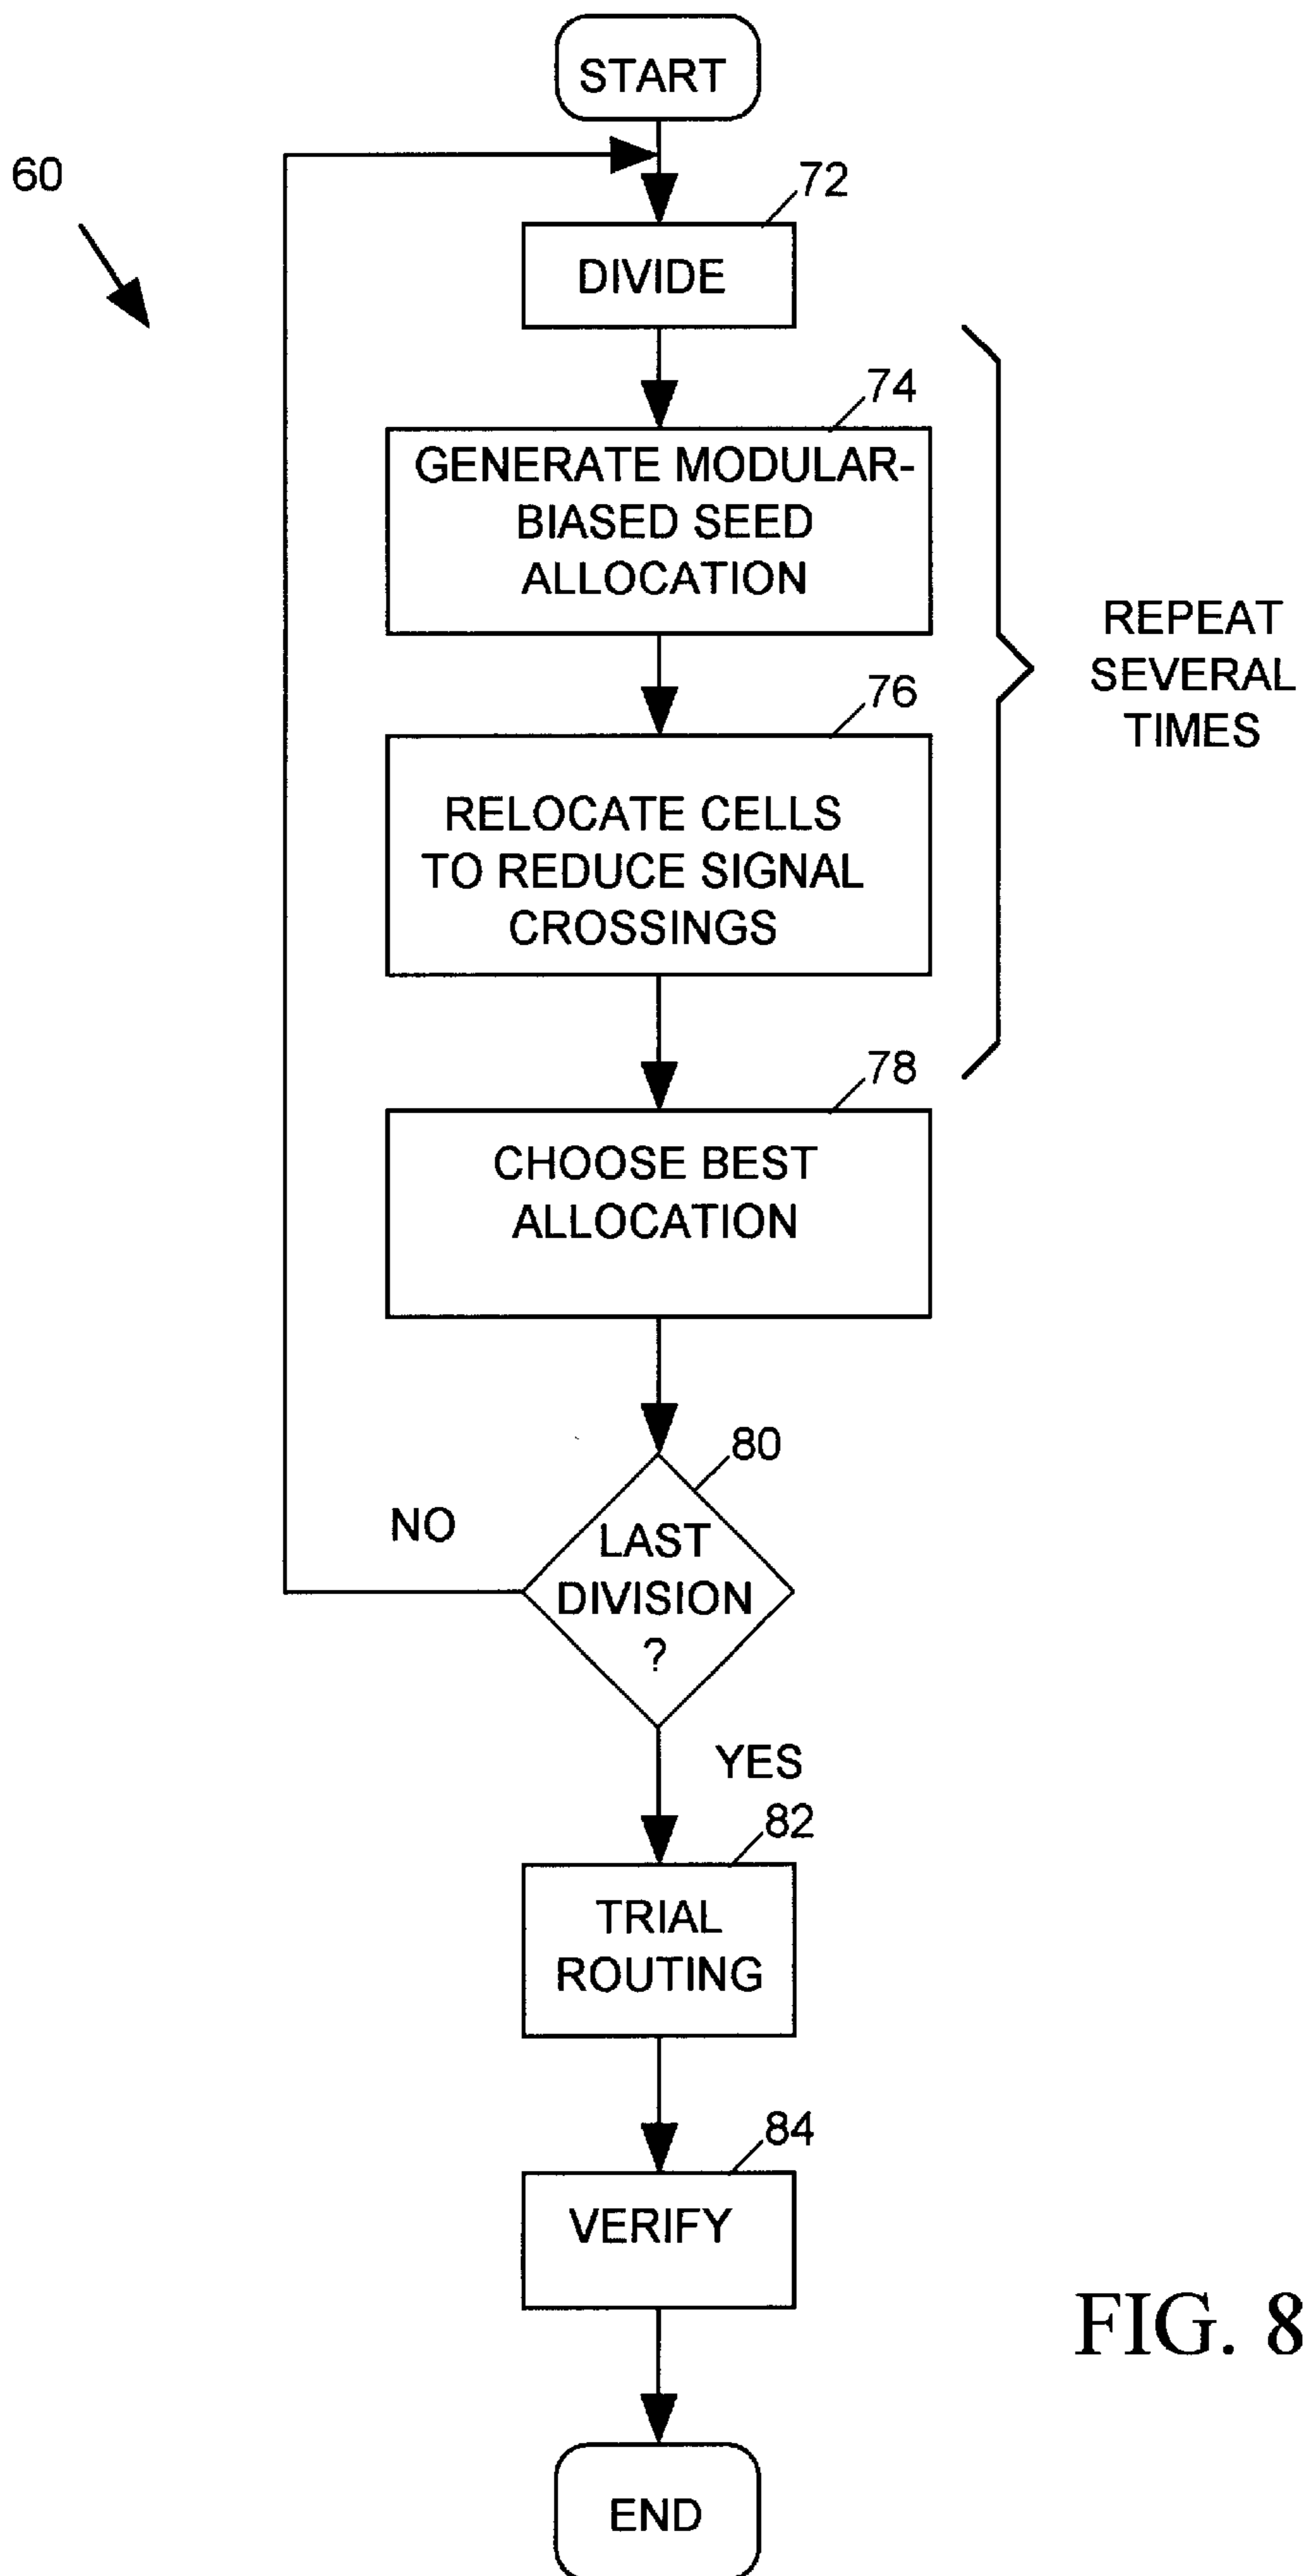 START
60
72
DIVIDE
74
GENERATE MODULAR-
BIASED SEED
ALLOCATION
REPEAT
SEVERAL
TIMES
76
RELOCATE CELLS
TO REDUCE SIGNAL
CROSSINGS
78
CHOOSE BEST
ALLOCATION
80
NO
LAST
DIVISION
?
YES
82
TRIAL
ROUTING
84
VERIFY
FIG. 8
END